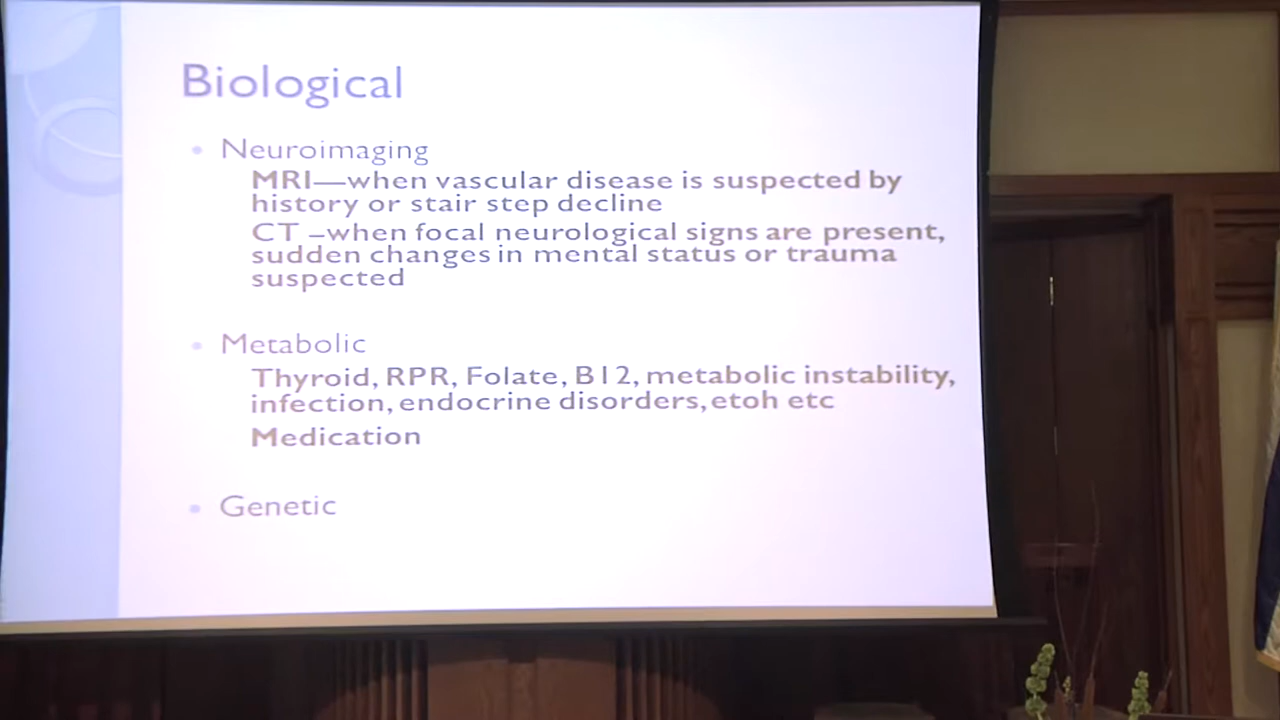 Biological
• Neuroimaging
MRI—when vascular disease is suspected by
history or stair step decline
CT –when focal neurological signs are present,
sudden changes in mental status or trauma
suspected
• Metabolic
Thyroid, RPR, Folate, B12, metabolic instability,
infection, endocrine disorders, etoh etc
Medication
• Genetic